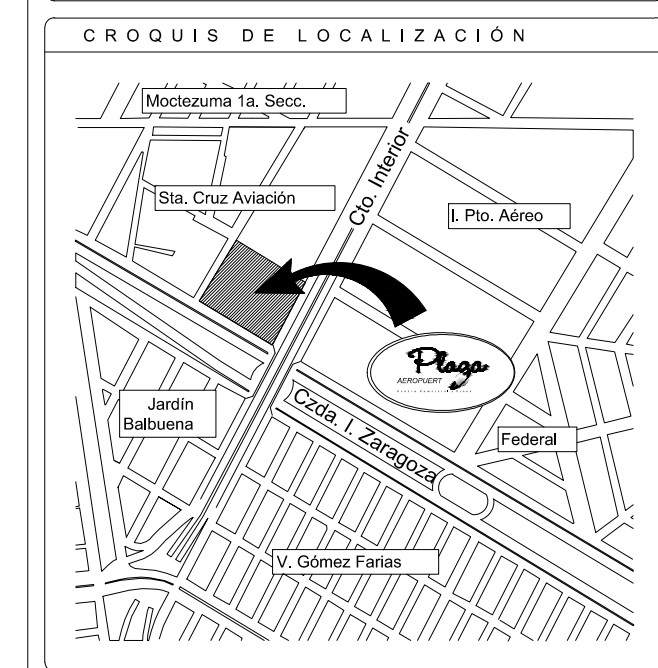 CROQUIS DE LOCALIZACIÓN
Moctezuma 1a. Secc.
Cto. Interior
Sta. Cruz Aviación
I. Pto. Aéreo
Plaza
AEROPUERT
Jardín
Balbuena
Czda. I. Zaragoza
Federal
V. Gómez Farias